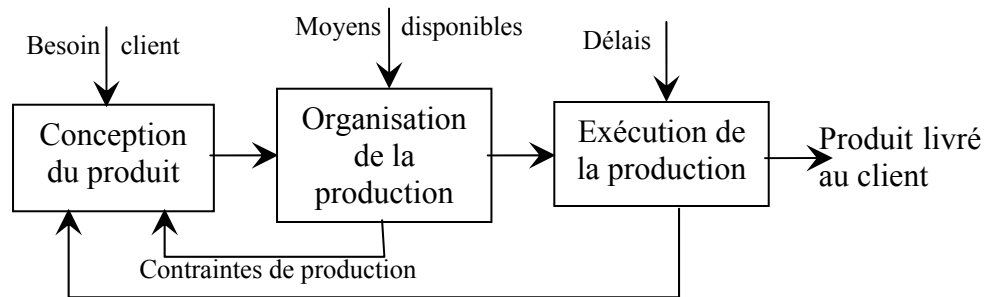 Besoin client
Moyens disponibles
Délais
Conception
du produit
Organisation
de la
production
Exécution de
la production
Produit livré
au client
Contraintes de production